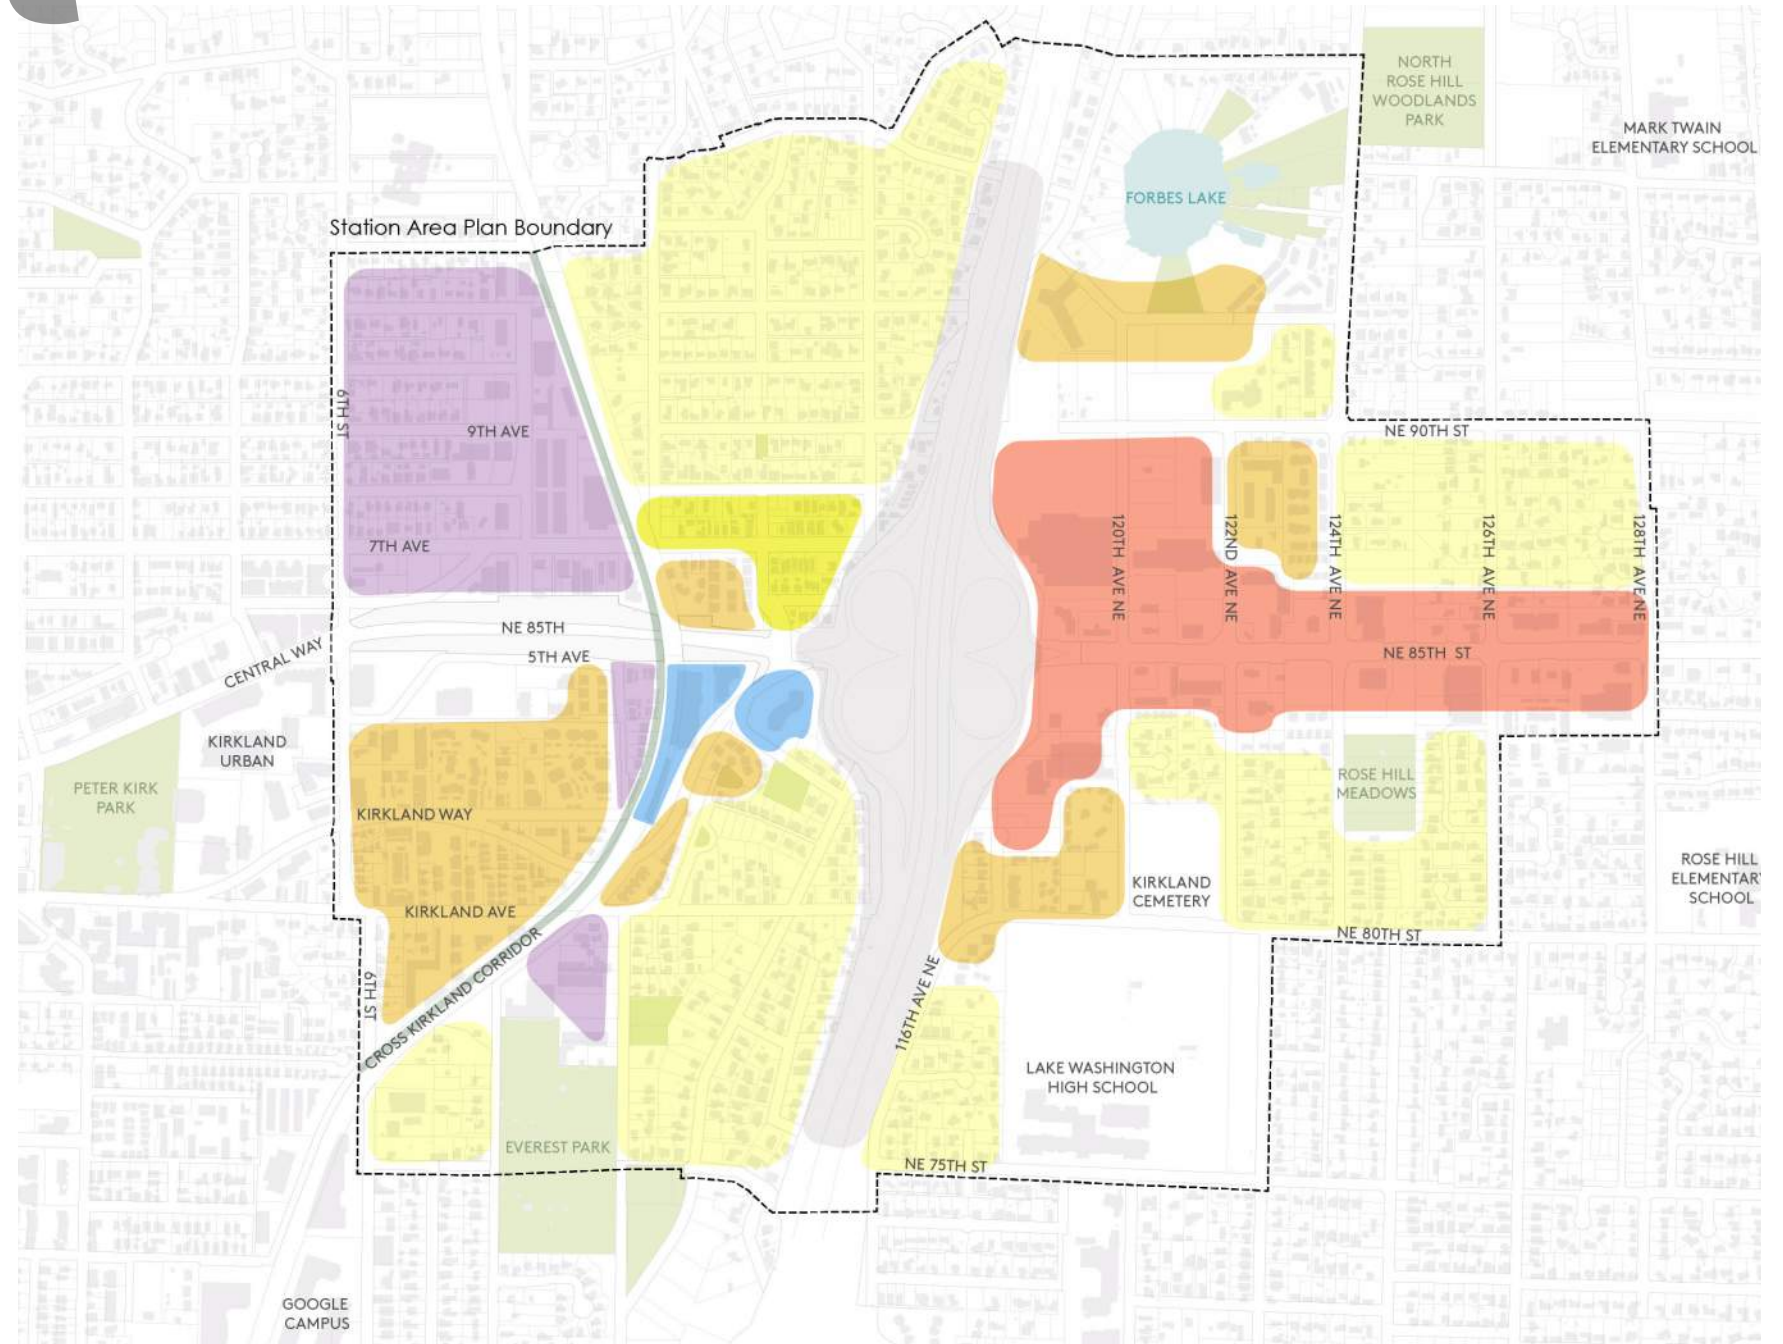 NORTH
ROSE HILL
WOODLANDS
PARK
MARK TWAIN
ELEMENTARY SCHOOL
FORBES LAKE
Station Area Plan Boundary
6TH ST
9TH AVE
NE 90TH ST
7TH AVE
120TH AVE NE
122ND AVE NE
124TH AVE NE
126TH AVE NE
128TH AVE NE
NE 85TH
5TH AVE
CENTRAL WAY
NE 85TH ST
KIRKLAND
URBAN
PETER KIRK
PARK
ROSE HILL
MEADOWS
KIRKLAND WAY
ROSE HILL
ELEMENTARY
SCHOOL
KIRKLAND
CEMETERY
KIRKLAND AVE
NE 80TH ST
6TH ST
CROSS KIRKLAND CORRIDOR
116TH AVE NE
LAKE WASHINGTON
HIGH SCHOOL
EVEREST PARK
NE 75TH ST
GOOGLE
CAMPUS